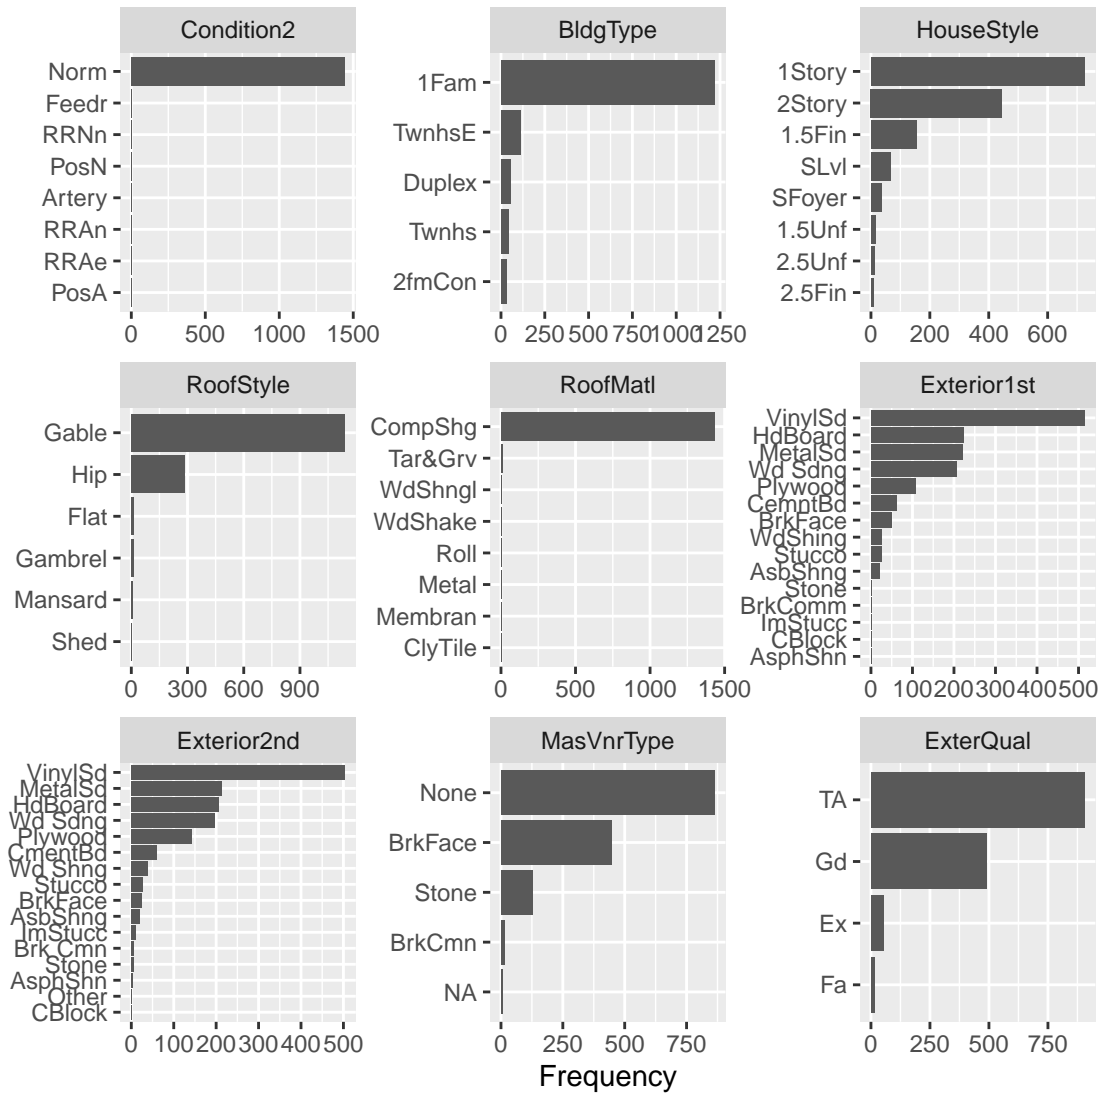 Condition2
Norm
Feedr
RRNn
PosN
Artery
RRAn
RRAe
PosA
0 500 1000 1500
BldgType
1Fam
TwnhsE
Duplex
Twnhs
2fmCon
0 250 500 750 1000 1250
HouseStyle
1Story
2Story
1.5Fin
SLvl
SFoyer
1.5Unf
2.5Unf
2.5Fin
0 200 400 600
RoofStyle
Gable
Hip
Flat
Gambrel
Mansard
Shed
0 300 600 900
RoofMatl
CompShg
Tar&Grv
WdShngl
WdShake
Roll
Metal
Membran
ClyTile
0 500 1000 1500
Exterior1st
VinylSd
HdBoard
MetalSd
Wd Sdng
Plywood
CemntBd
BrkFace
WdShing
Stucco
AsbShng
Stone
BrkComm
ImStucc
CBlock
AsphShn
0 100 200 300 400 500
Exterior2nd
VinylSd
MetalSd
HdBoard
Wd Sdng
Plywood
CmentBd
Wd Shng
Stucco
BrkFace
AsbShng
ImStucc
Brk Cmn
Stone
AsphShn
Other
CBlock
0 100 200 300 400 500
MasVnrType
None
BrkFace
Stone
BrkCmn
NA
0 250 500 750
ExterQual
TA
Gd
Ex
Fa
0 250 500 750
Frequency